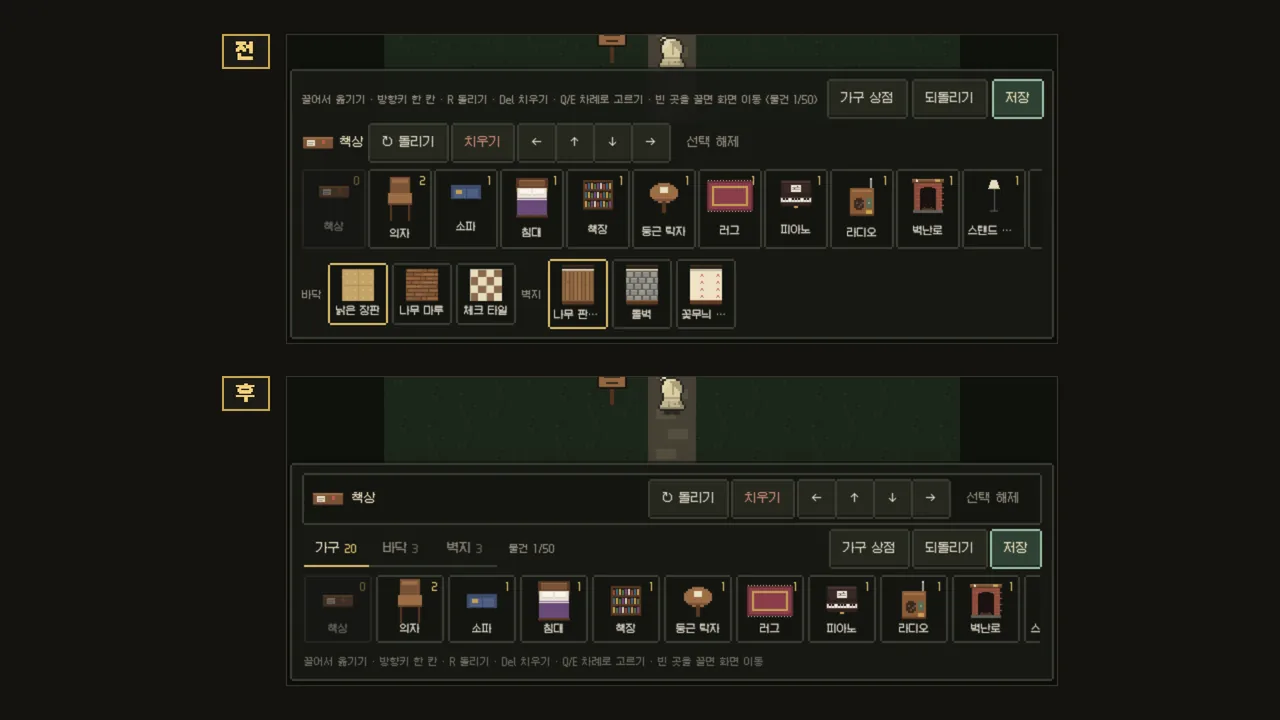 전
끌어서 옮기기 · 방향키 한 칸 · R 돌리기 · Del 치우기 · Q/E 차례로 고르기 · 빈 곳을 끌면 화면 이동 (물건 1/50) 가구 상점 되돌리기 저장
책상 ↻ 돌리기 치우기 ← ↑ ↓ → 선택 해제
0 2 1 1 1 1 1 1 1 1 1
책상 의자 소파 침대 책장 둥근 탁자 러그 피아노 라디오 벽난로 스탠드 …
바닥 낡은 장판 나무 마루 체크 타일 벽지 나무 판… 돌벽 꽃무늬 …
후
책상 ↻ 돌리기 치우기 ← ↑ ↓ → 선택 해제
가구 20 바닥 3 벽지 3 물건 1/50 가구 상점 되돌리기 저장
0 2 1 1 1 1 1 1 1 1
책상 의자 소파 침대 책장 둥근 탁자 러그 피아노 라디오 벽난로 스
끌어서 옮기기 · 방향키 한 칸 · R 돌리기 · Del 치우기 · Q/E 차례로 고르기 · 빈 곳을 끌면 화면 이동